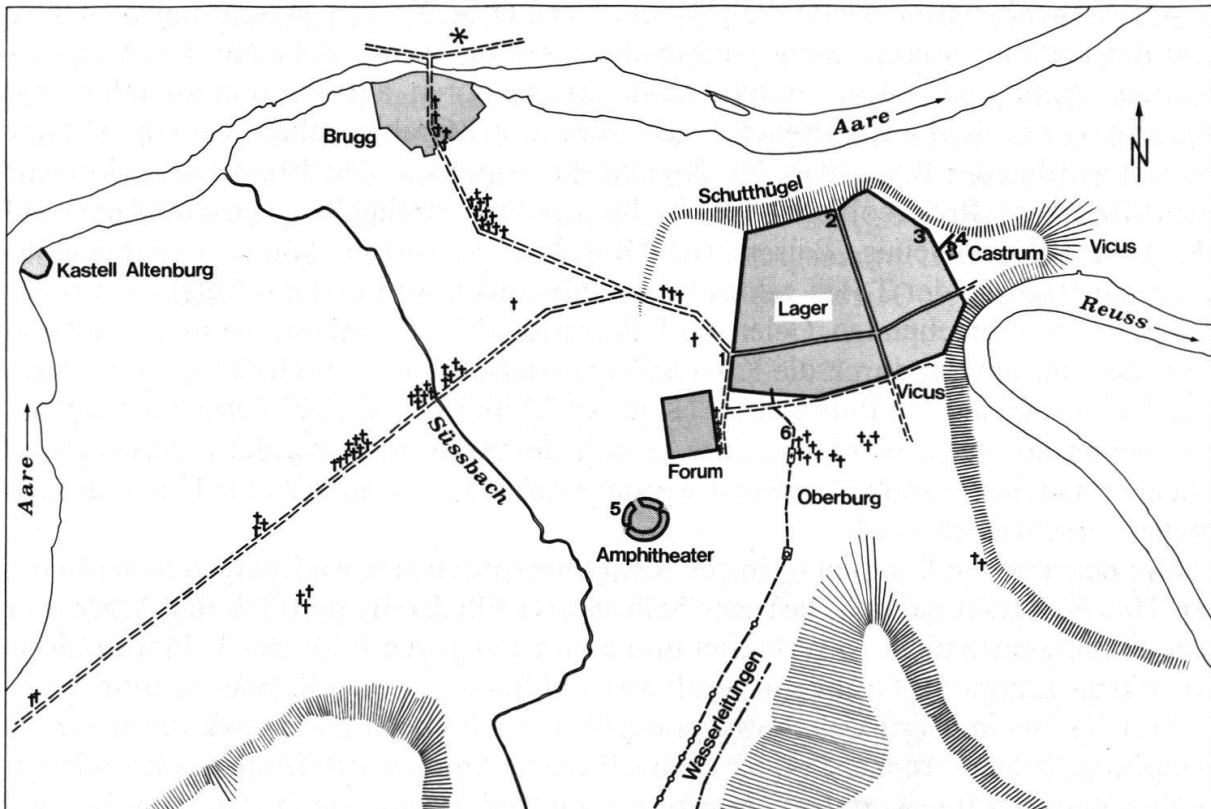 *
Brugg
Aare
N
Schutthügel
2
3
4
Castrum
Vicus
Kastell Altenburg
Lager
Reuss
1
Vicus
Aare
Süssbach
Forum
6
Oberburg
5
Amphitheater
Wasserleitungen